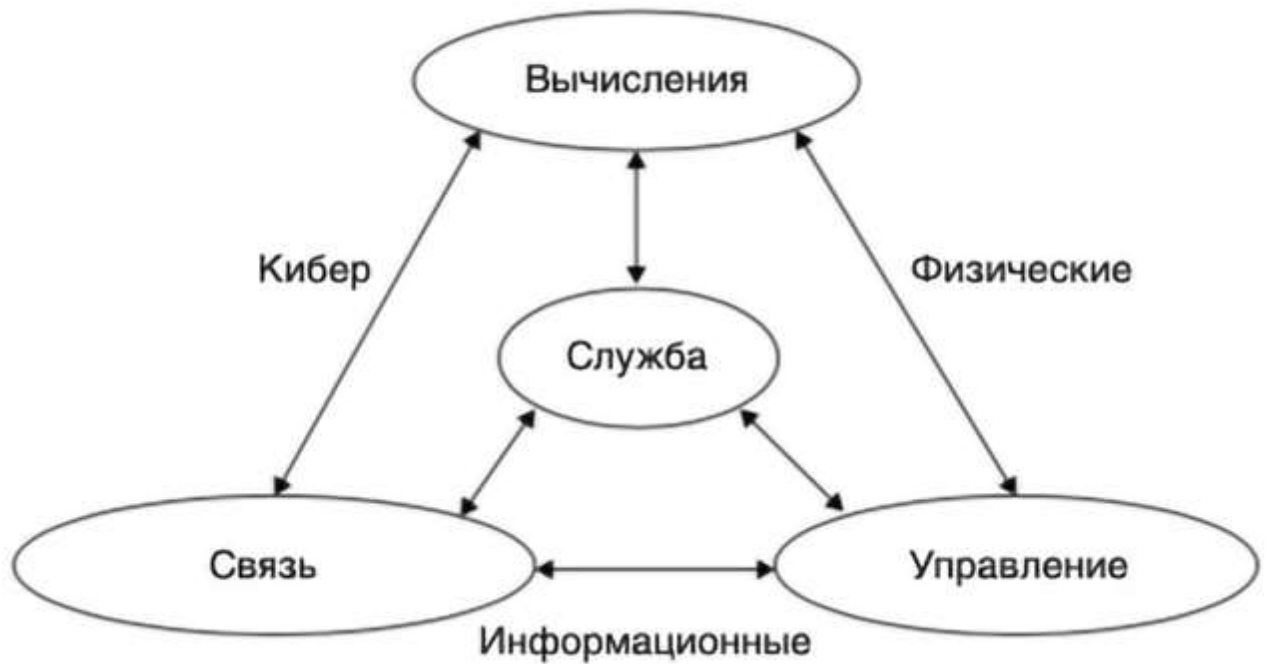 Вычисления
Кибер
Физические
Служба
Связь
Управление
Информационные